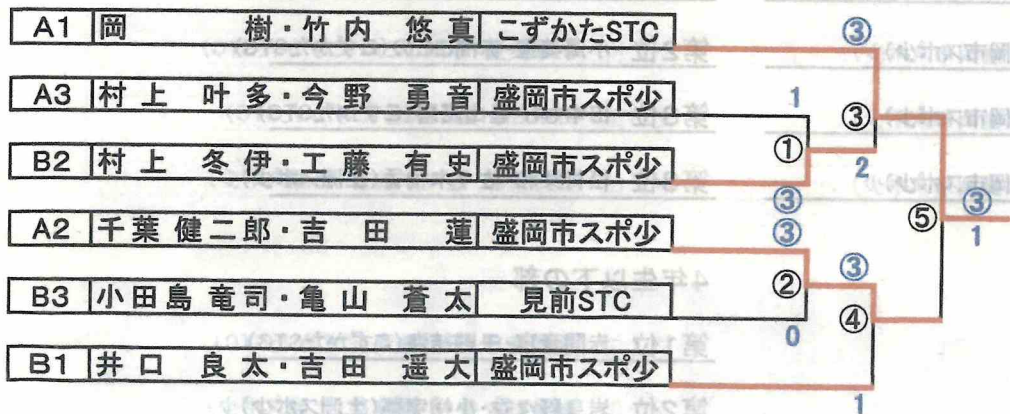 A1 岡 樹・竹内 悠真 こずかたSTC
③
A3 村上 叶多・今野 勇音 盛岡市スポ少
1
③
①
B2 村上 冬伊・工藤 有史 盛岡市スポ少
2
③
A2 千葉 健二郎・吉田 蓮 盛岡市スポ少
③
⑤
③
1
③
②
B3 小田島 竜司・亀山 蒼太 見前STC
0
④
B1 井口 良太・吉田 遥大 盛岡市スポ少
1